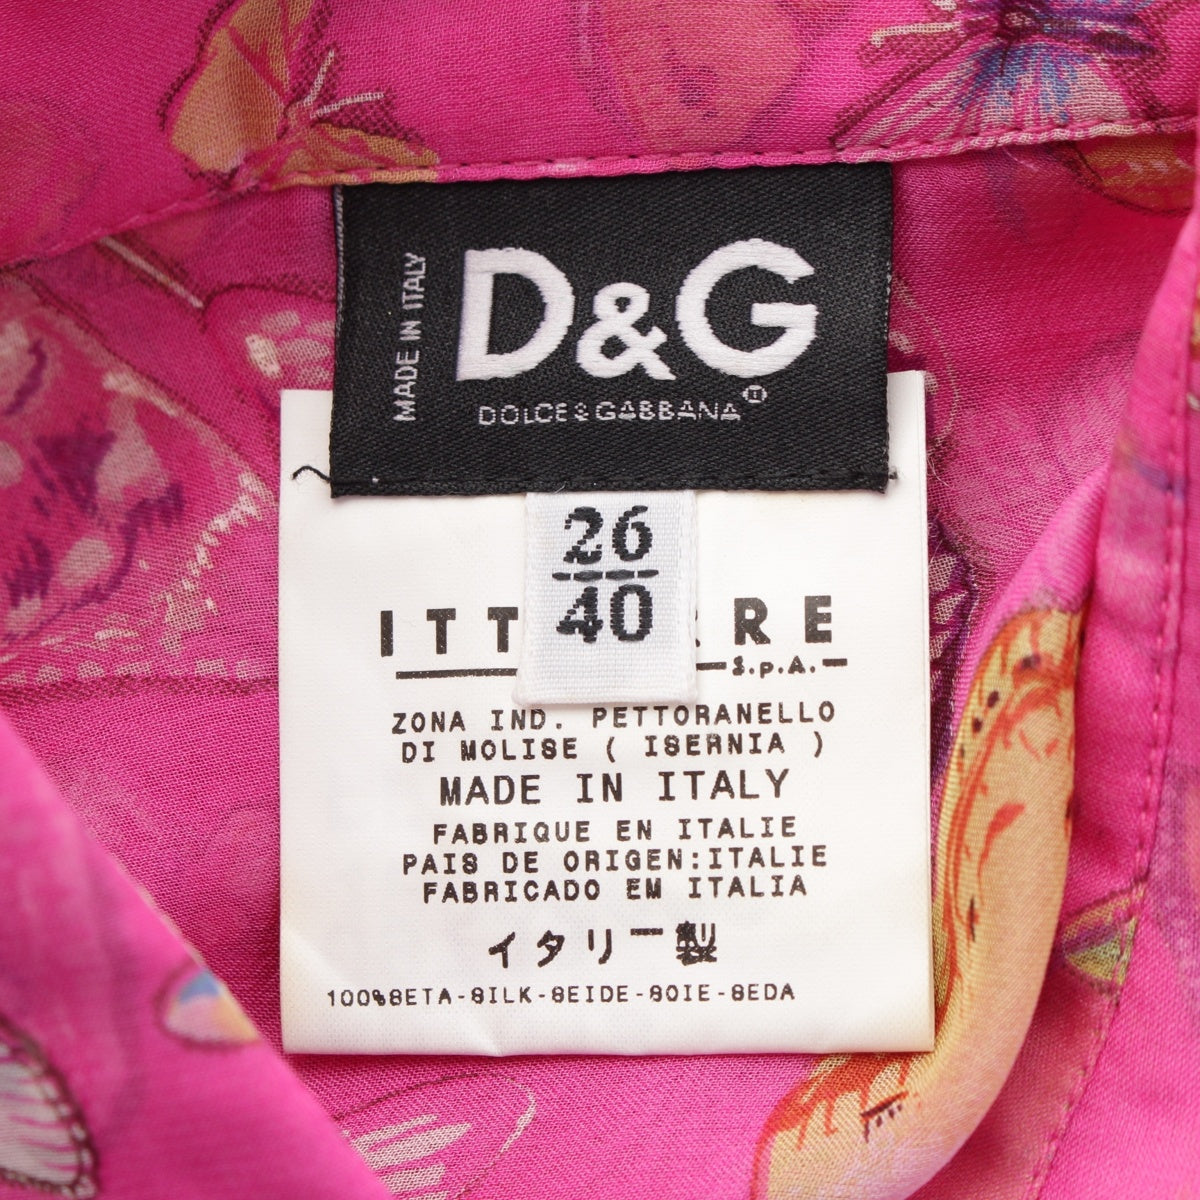 MADE IN ITALY
D&G
DOLCE&GABBANA
26
40
ITT RRE
S.p.A.
ZONA IND. PETTORANELLO
DI MOLISE ( ISERNIA )
MADE IN ITALY
FABRIQUE EN ITALIE
PAIS DE ORIGEN:ITALIE
FABRICADO EM ITALIA
イタリー製
100%SETA-SILK-SEIDE-SOIE-SEDA